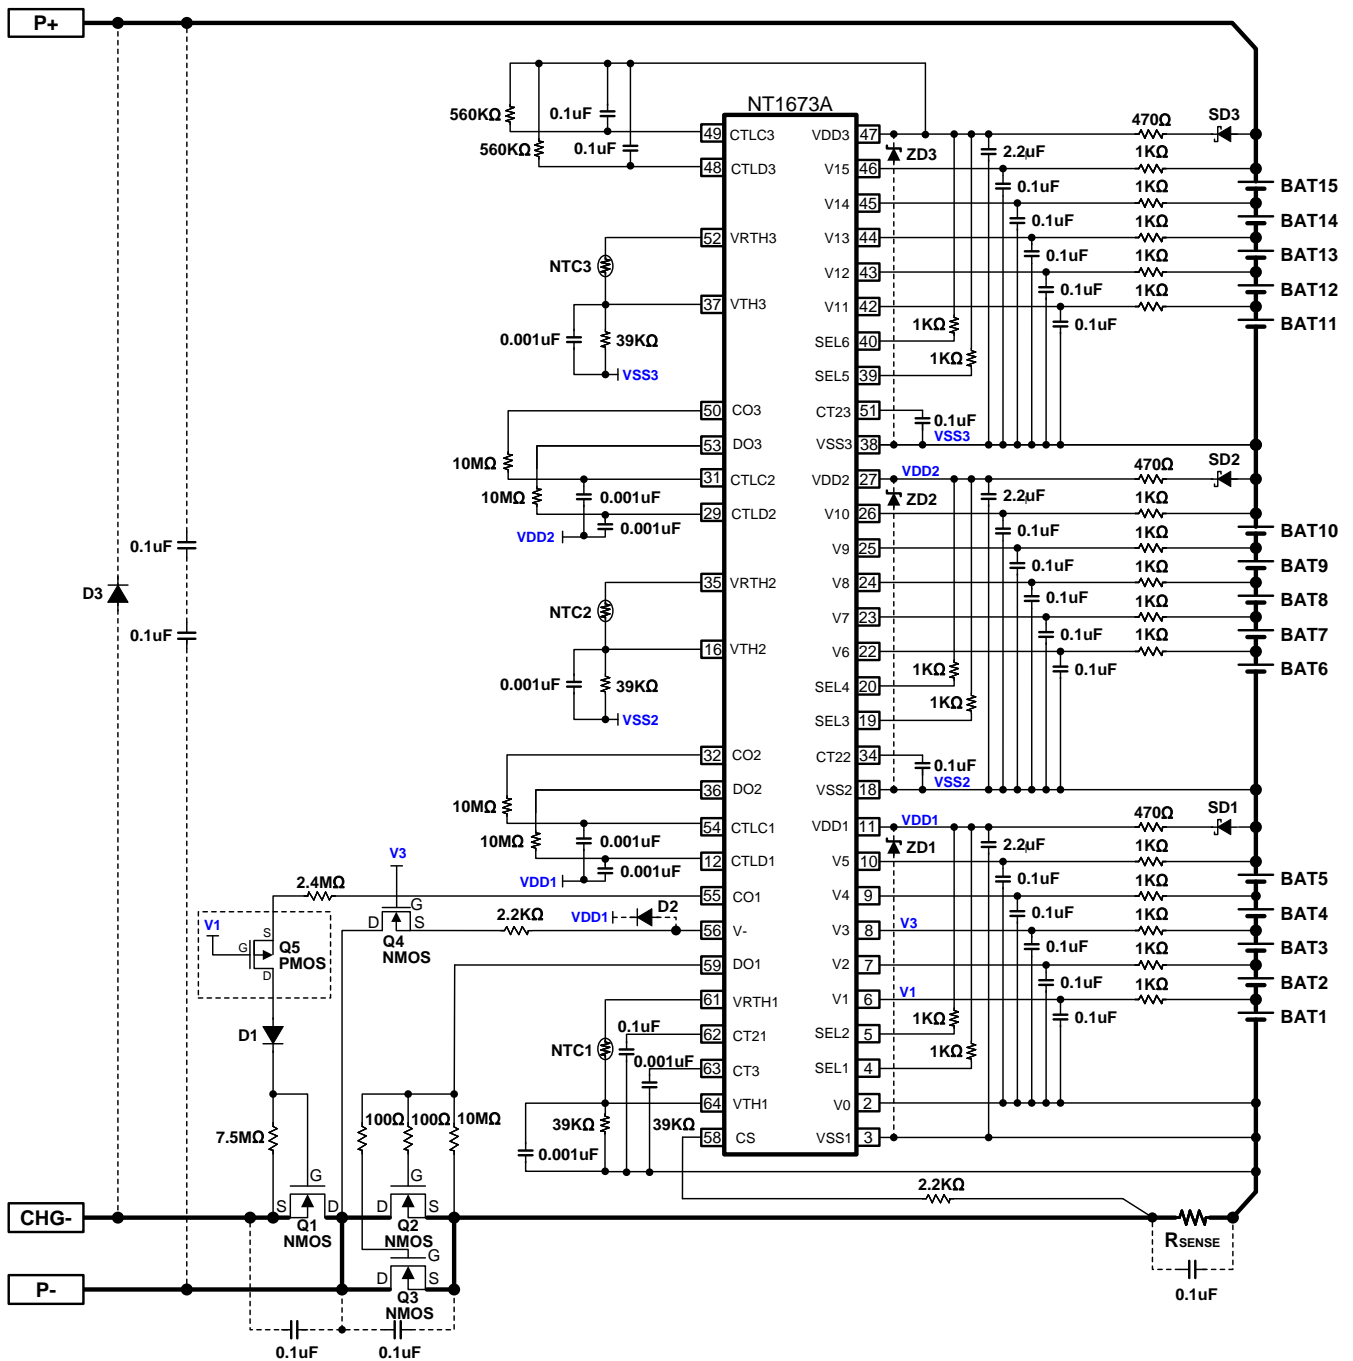 P+
NT1673A
560KΩ
0.1uF
49 CTLC3
VDD3 47
ZD3
2.2µF
470Ω
SD3
560KΩ
0.1uF
48 CTLD3
V15 46
0.1uF
1KΩ
BAT15
V14 45
0.1uF
1KΩ
BAT14
52 VRTH3
V13 44
0.1uF
1KΩ
BAT13
NTC3
V12 43
0.1uF
1KΩ
BAT12
37 VTH3
V11 42
0.1uF
1KΩ
BAT11
0.001uF
39KΩ
SEL6 40
1KΩ
VSS3
SEL5 39
1KΩ
50 CO3
CT23 51
0.1uF
53 DO3
VSS3 38
VSS3
10MΩ
31 CTLC2
VDD2 27
VDD2
ZD2
2.2µF
470Ω
SD2
10MΩ
0.001uF
29 CTLD2
V10 26
0.1uF
1KΩ
BAT10
0.001uF
VDD2
V9 25
0.1uF
1KΩ
BAT9
0.1uF
D3
0.1uF
35 VRTH2
V8 24
0.1uF
1KΩ
BAT8
NTC2
V7 23
0.1uF
1KΩ
BAT7
16 VTH2
V6 22
0.1uF
1KΩ
BAT6
0.001uF
39KΩ
SEL4 20
1KΩ
VSS2
SEL3 19
1KΩ
32 CO2
CT22 34
0.1uF
36 DO2
VSS2 18
VSS2
10MΩ
54 CTLC1
VDD1 11
VDD1
ZD1
2.2µF
470Ω
SD1
10MΩ
0.001uF
12 CTLD1
V5 10
0.1uF
1KΩ
BAT5
0.001uF
VDD1
V3
2.4MΩ
G
D
S
Q4
NMOS
55 CO1
V4 9
0.1uF
1KΩ
BAT4
V1
S
G
D
Q5
PMOS
2.2KΩ
VDD1
D2
56 V-
V3 8
V3
0.1uF
1KΩ
BAT3
59 DO1
V2 7
0.1uF
1KΩ
BAT2
61 VRTH1
V1 6
V1
0.1uF
1KΩ
BAT1
D1
NTC1
0.1uF
62 CT21
SEL2 5
1KΩ
0.001uF
63 CT3
SEL1 4
1KΩ
64 VTH1
V0 2
7.5MΩ
100Ω
100Ω
10MΩ
39KΩ
39KΩ
0.001uF
58 CS
VSS1 3
2.2KΩ
CHG-
S
G
D
Q1
NMOS
D
G
S
Q2
NMOS
RSENSE
0.1uF
P-
D
G
S
Q3
NMOS
0.1uF
0.1uF